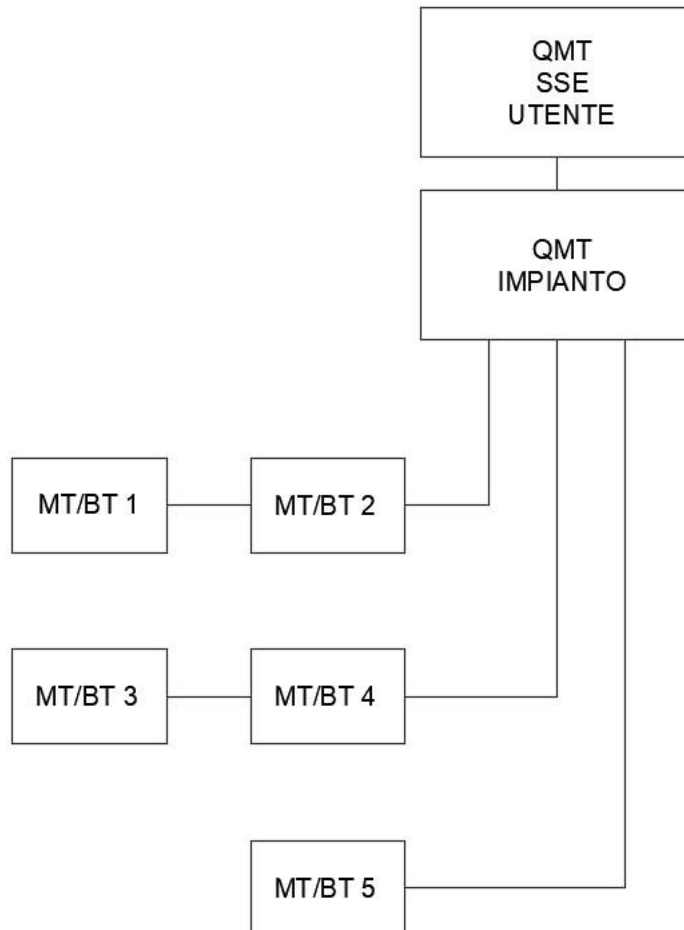 QMT
SSE
UTENTE
QMT
IMPIANTO
MT/BT 1
MT/BT 2
MT/BT 3
MT/BT 4
MT/BT 5